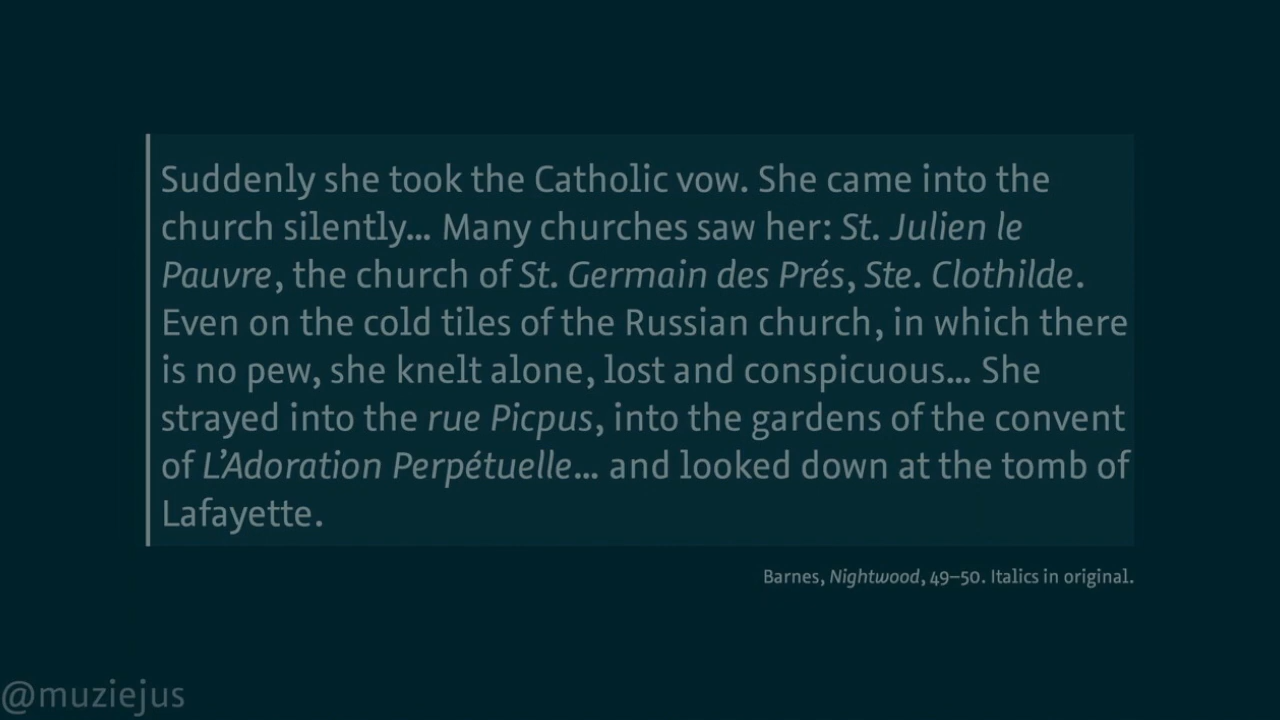 Suddenly she took the Catholic vow. She came into the
church silently... Many churches saw her: St. Julien le
Pauvre, the church of St. Germain des Prés, Ste. Clothilde.
Even on the cold tiles of the Russian church, in which there
is no pew, she knelt alone, lost and conspicuous... She
strayed into the rue Picpus, into the gardens of the convent
of L’Adoration Perpétuelle... and looked down at the tomb of
Lafayette.
Barnes, Nightwood, 49–50. Italics in original.
@muziejus